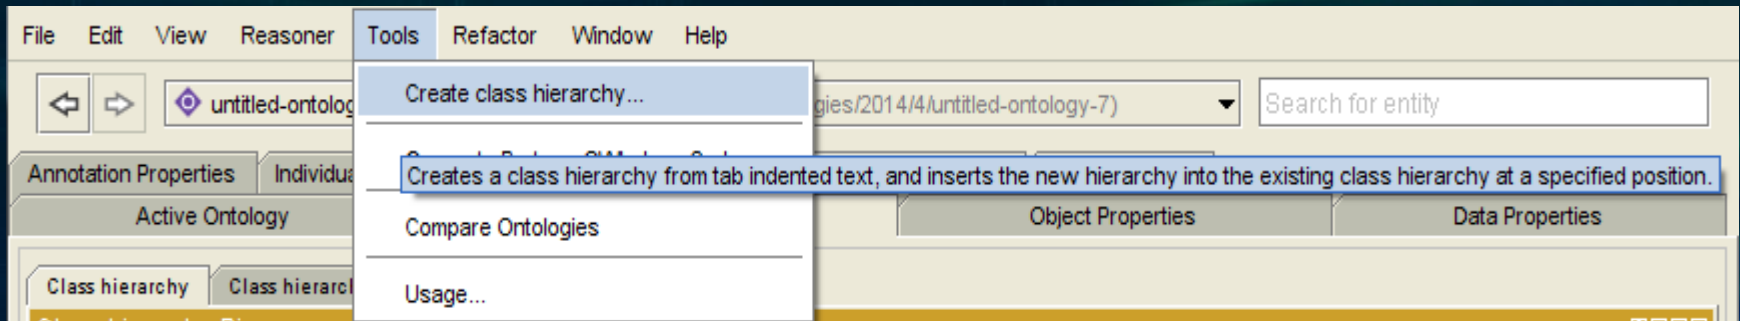 File Edit View Reasoner Tools Refactor Window Help
untitled-ontolog gies/2014/4/untitled-ontology-7) Search for entity
Create class hierarchy...
Annotation Properties Individua
Creates a class hierarchy from tab indented text, and inserts the new hierarchy into the existing class hierarchy at a specified position.
Active Ontology Object Properties Data Properties
Compare Ontologies
Class hierarchy Class hierarch
Usage...